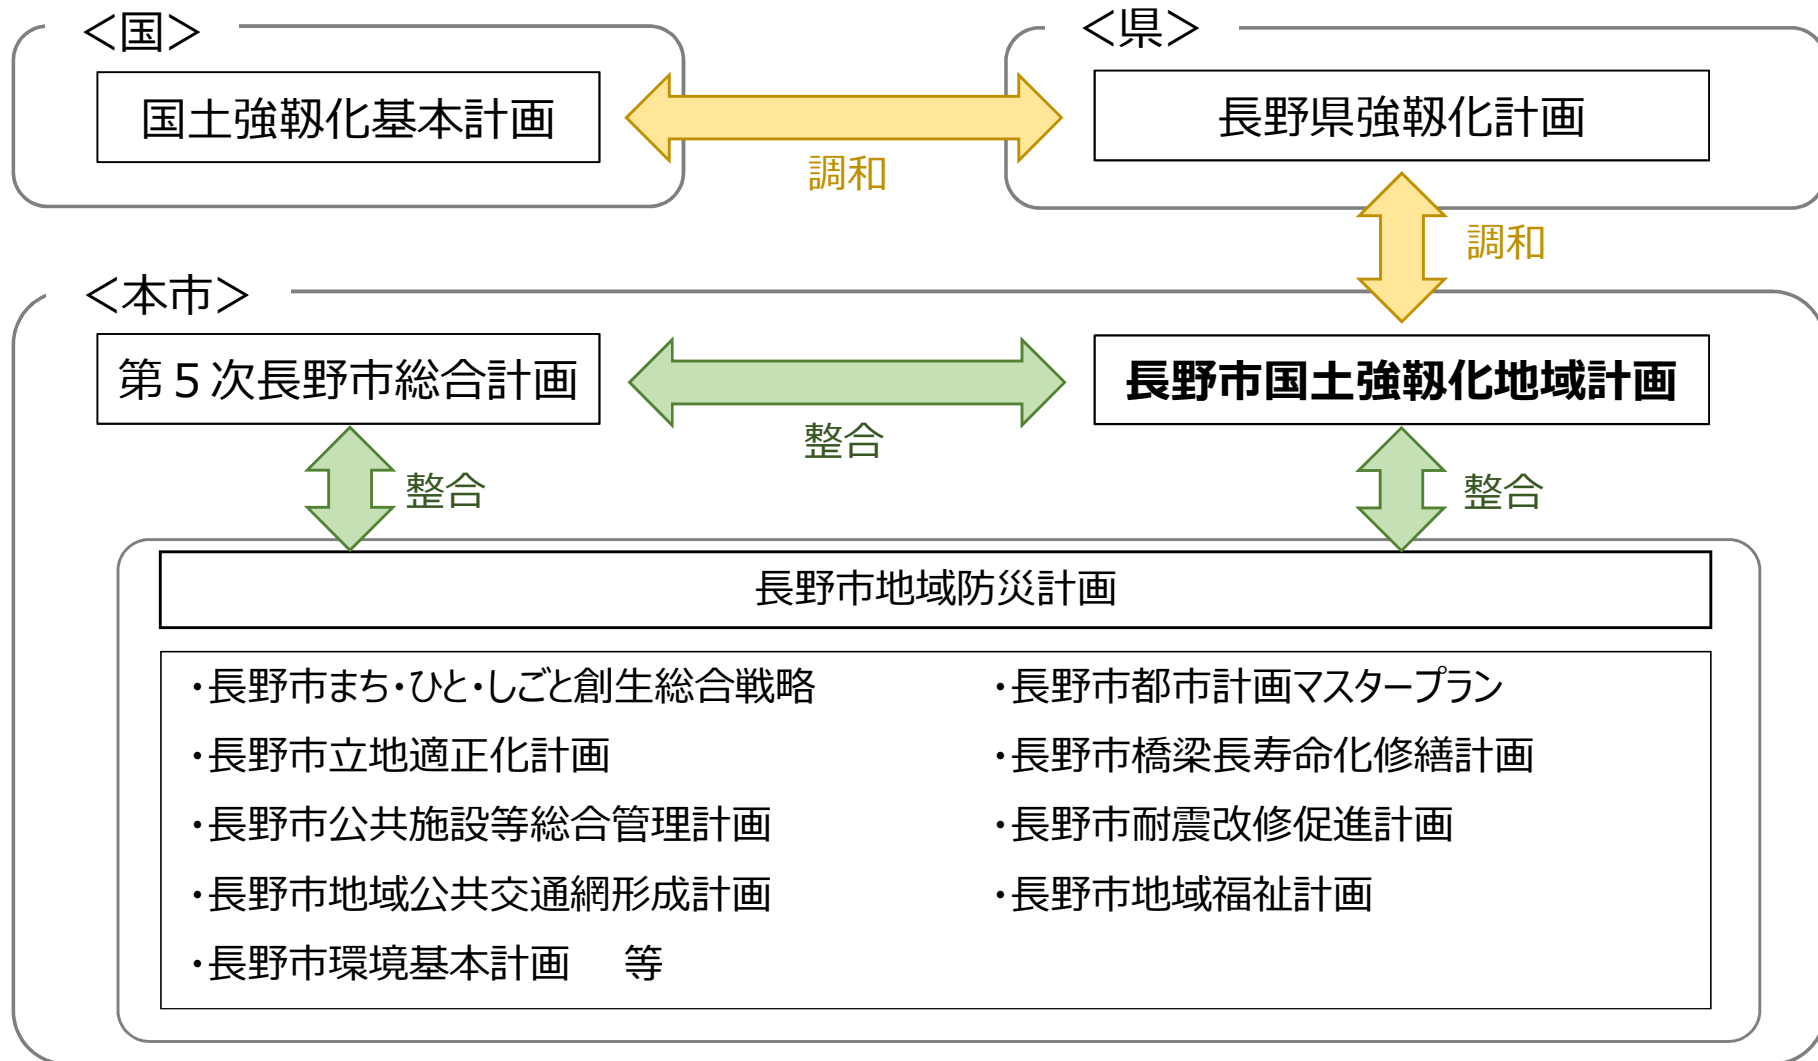 ＜国＞
国土強靱化基本計画
調和
＜県＞
長野県強靱化計画
調和
＜本市＞
第５次長野市総合計画
整合
長野市国土強靱化地域計画
整合
整合
長野市地域防災計画
・長野市まち・ひと・しごと創生総合戦略
・長野市都市計画マスタープラン
・長野市立地適正化計画
・長野市橋梁長寿命化修繕計画
・長野市公共施設等総合管理計画
・長野市耐震改修促進計画
・長野市地域公共交通網形成計画
・長野市地域福祉計画
・長野市環境基本計画　等